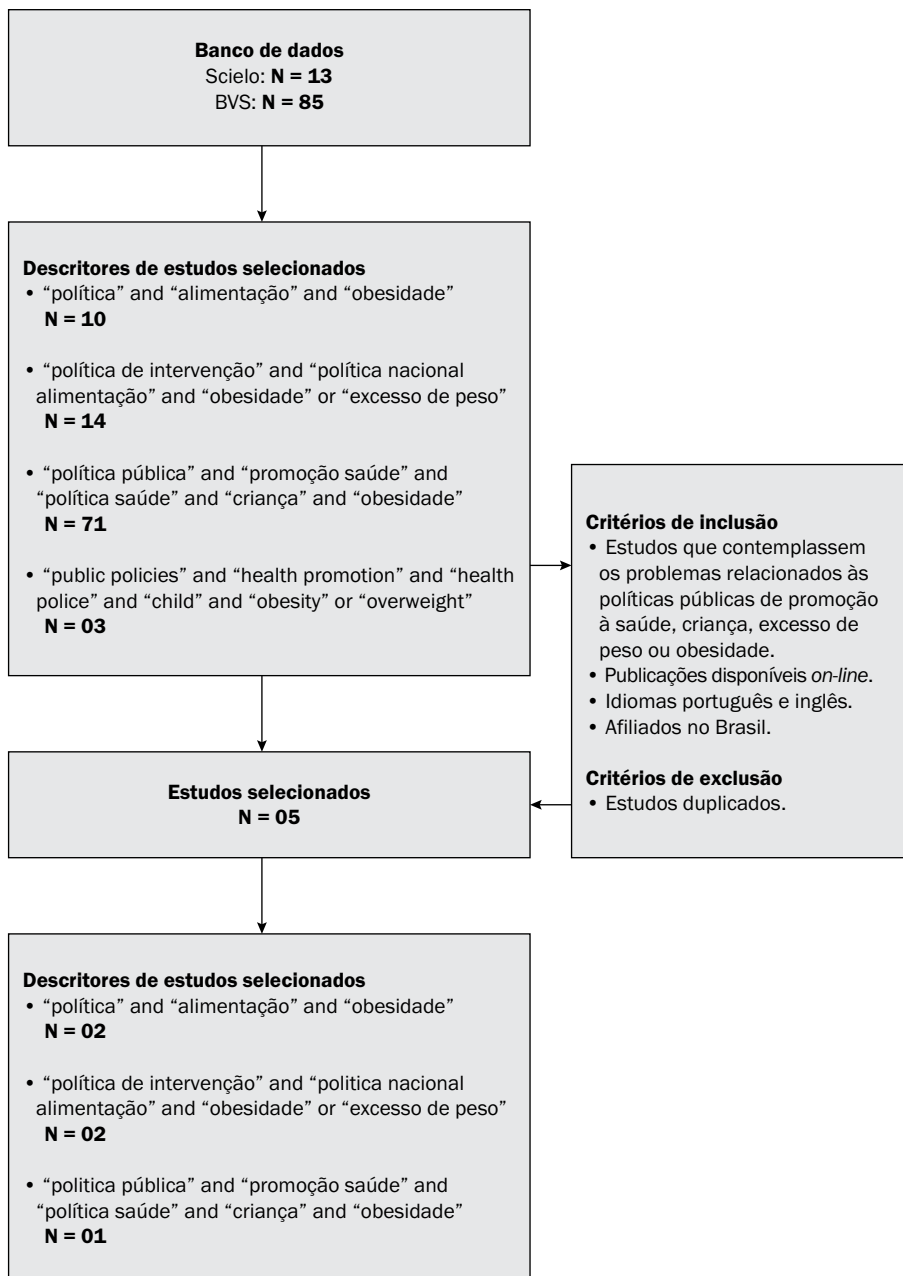 Banco de dados
Scielo: N = 13
BVS: N = 85
Descritores de estudos selecionados
• “política” and “alimentação” and “obesidade”
N = 10
• “política de intervenção” and “política nacional
alimentação” and “obesidade” or “excesso de peso”
N = 14
• “política pública” and “promoção saúde” and
“política saúde” and “criança” and “obesidade”
N = 71
• “public policies” and “health promotion” and “health
police” and “child” and “obesity” or “overweight”
N = 03
Critérios de inclusão
• Estudos que contemplassem
os problemas relacionados às
políticas públicas de promoção
à saúde, criança, excesso de
peso ou obesidade.
• Publicações disponíveis on-line.
• Idiomas português e inglês.
• Afiliados no Brasil.
Critérios de exclusão
• Estudos duplicados.
Estudos selecionados
N = 05
Descritores de estudos selecionados
• “política” and “alimentação” and “obesidade”
N = 02
• “política de intervenção” and “politica nacional
alimentação” and “obesidade” or “excesso de peso”
N = 02
• “politica pública” and “promoção saúde” and
“política saúde” and “criança” and “obesidade”
N = 01